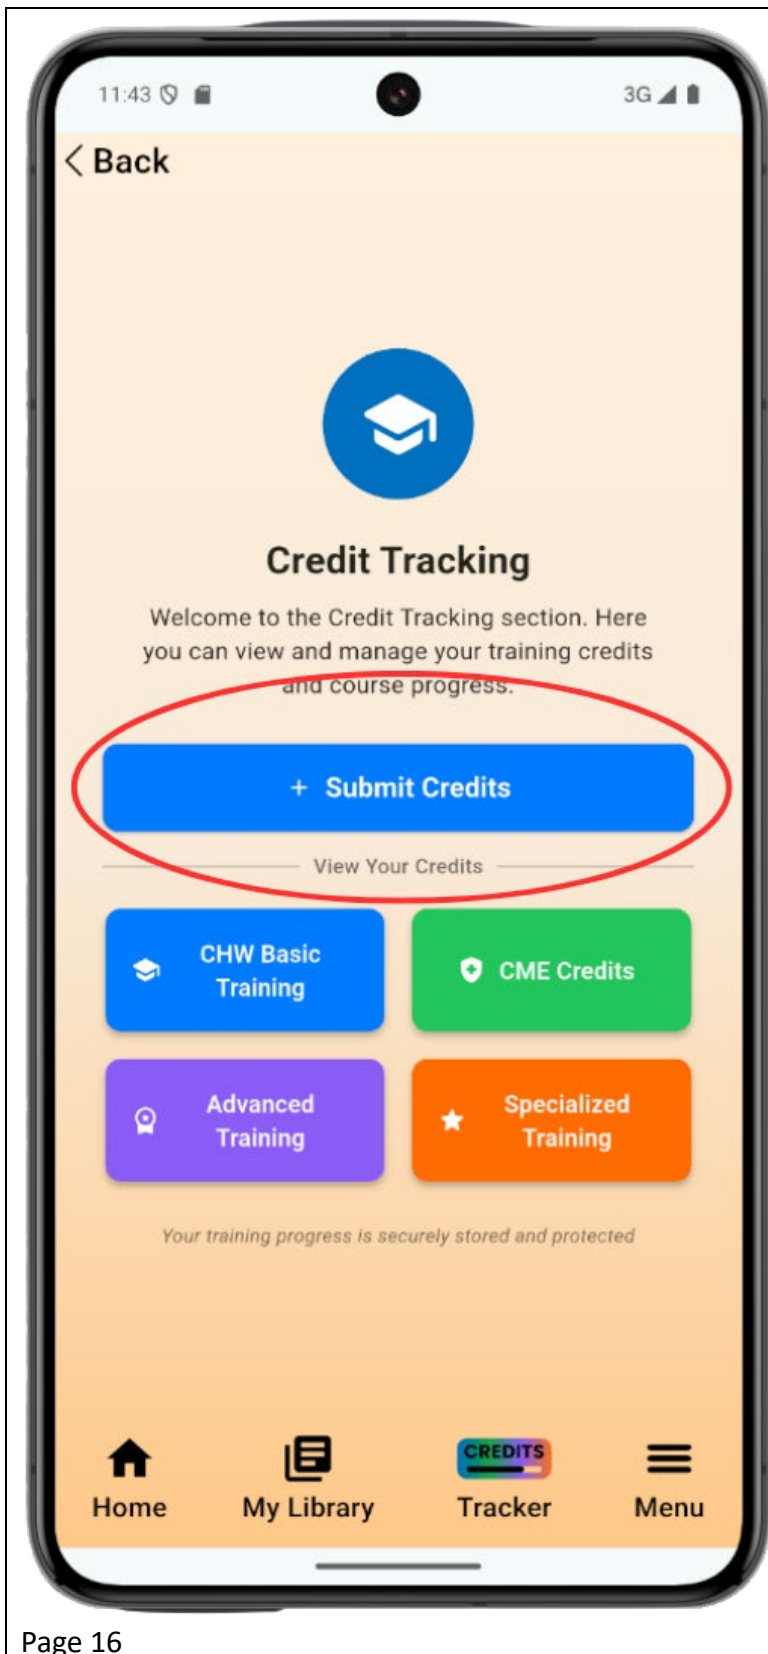 11:43
3G
Back
Credit Tracking
Welcome to the Credit Tracking section. Here
you can view and manage your training credits
and course progress.
+ Submit Credits
View Your Credits
CHW Basic
Training
CME Credits
Advanced
Training
Specialized
Training
Your training progress is securely stored and protected
CREDITS
Home
My Library
Tracker
Menu
Page 16